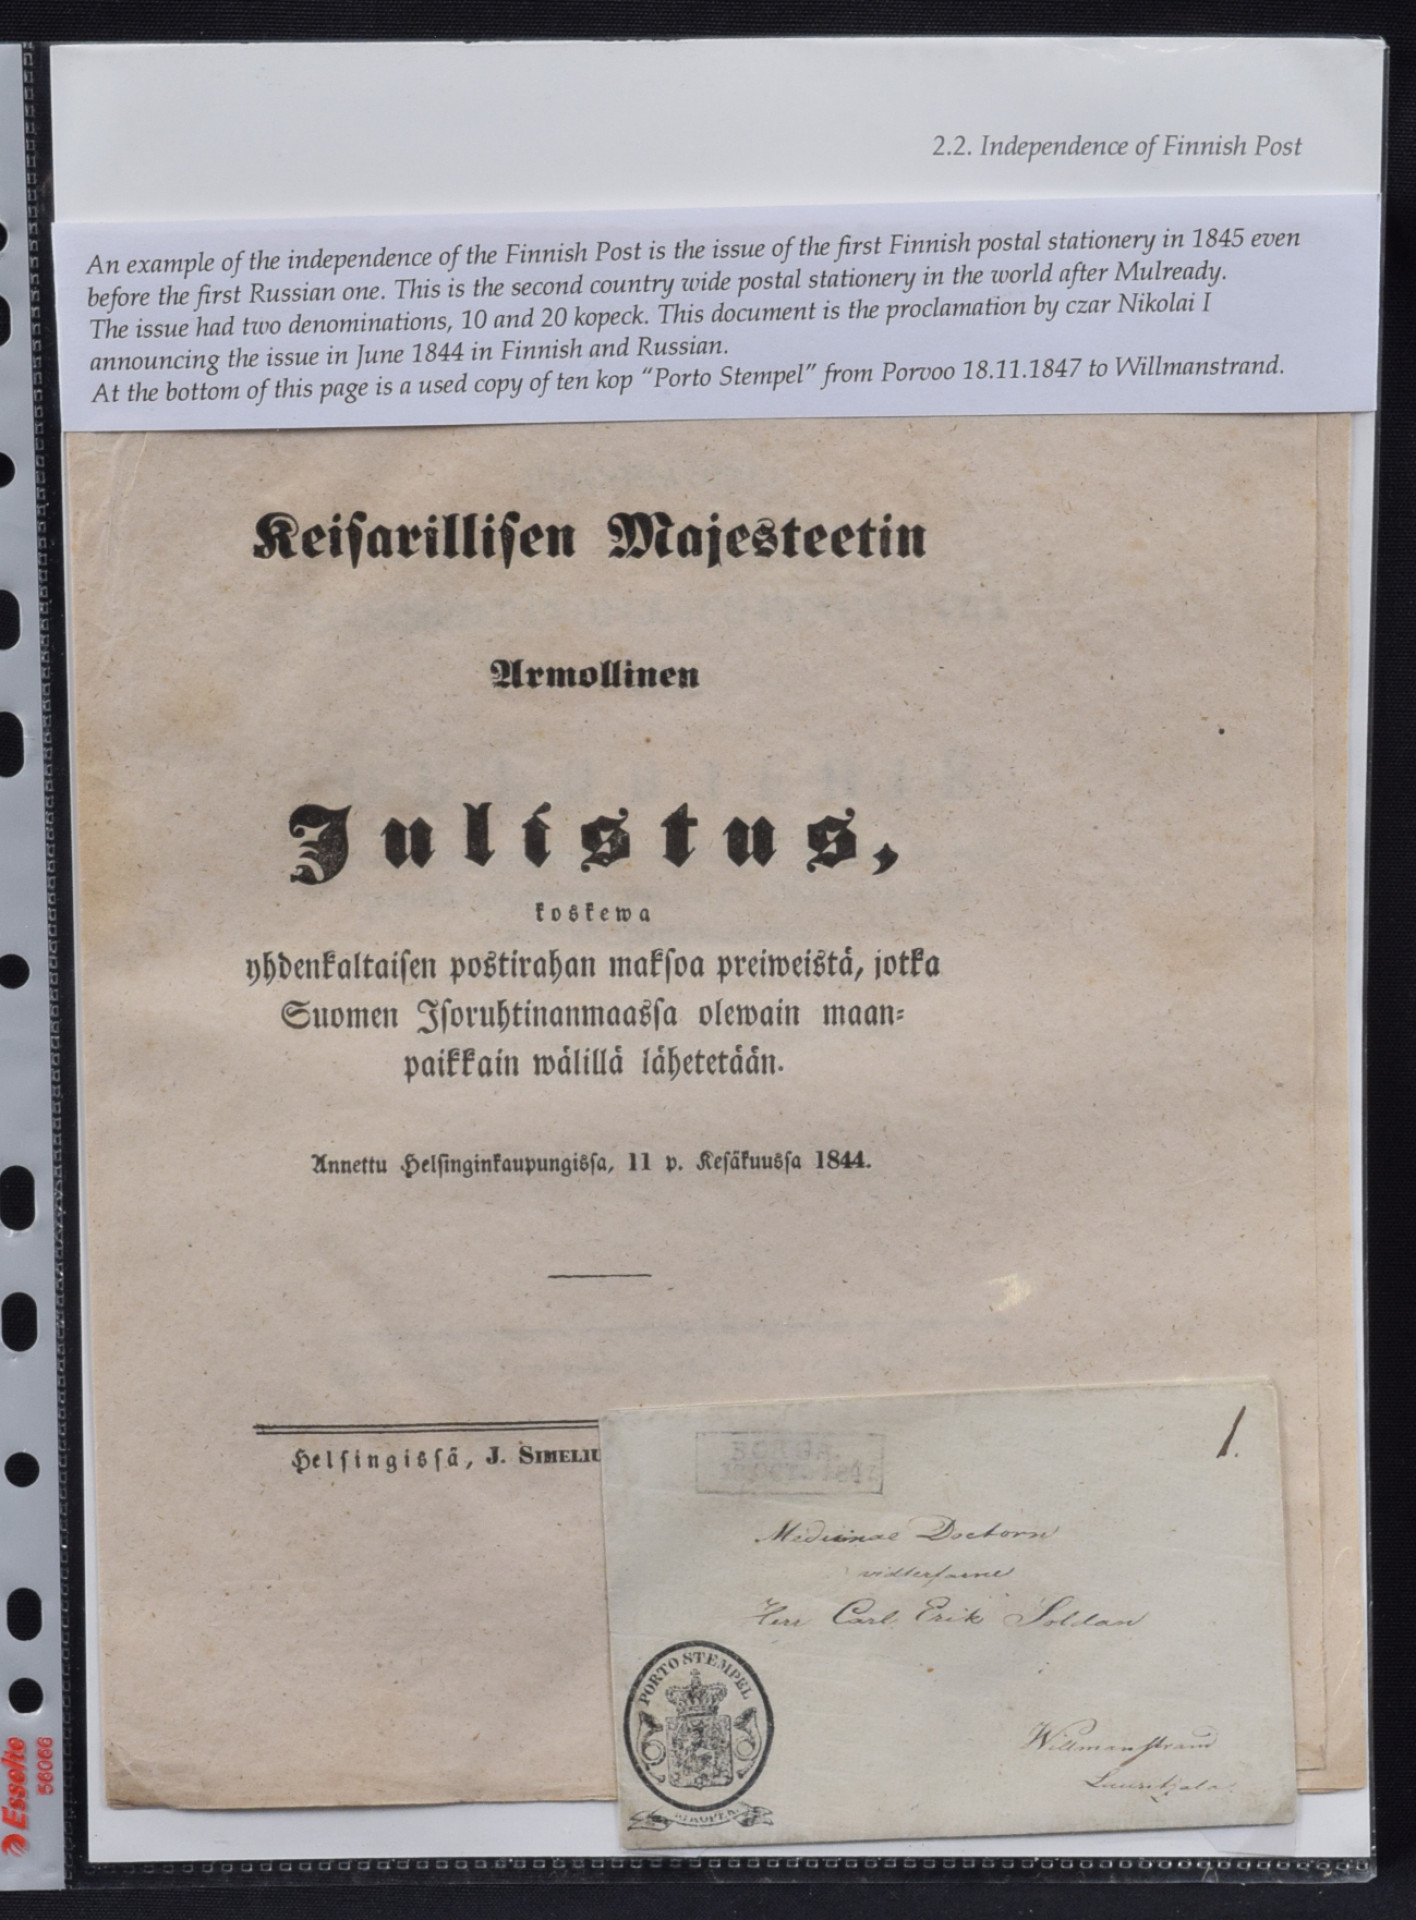 2.2. Independence of Finnish Post
An example of the independence of the Finnish Post is the issue of the first Finnish postal stationery in 1845 even
before the first Russian one. This is the second country wide postal stationery in the world after Mulready.
The issue had two denominations, 10 and 20 kopeck. This document is the proclamation by czar Nikolai I
announcing the issue in June 1844 in Finnish and Russian.
At the bottom of this page is a used copy of ten kop “Porto Stempel” from Porvoo 18.11.1847 to Willmanstrand.
Keiſarilliſen Majesteetin
Armollinen
Julistus,
koskewa
yhdenkaltaiſen postirahan makſoa preiweistä, jotka
Suomen Iſoruhtinanmaasſa olewain maan=
paikkain wälillä lähetetään.
Annettu Helſinginkaupungisſa, 11 p. Keſäkuusſa 1844.
Helſingisſä, J. SIMELIU
1.
Medicinae Doctorn
Herr Carl Erik Soldan
Willmanstrand
PORTO STEMPEL
Esselte
56066